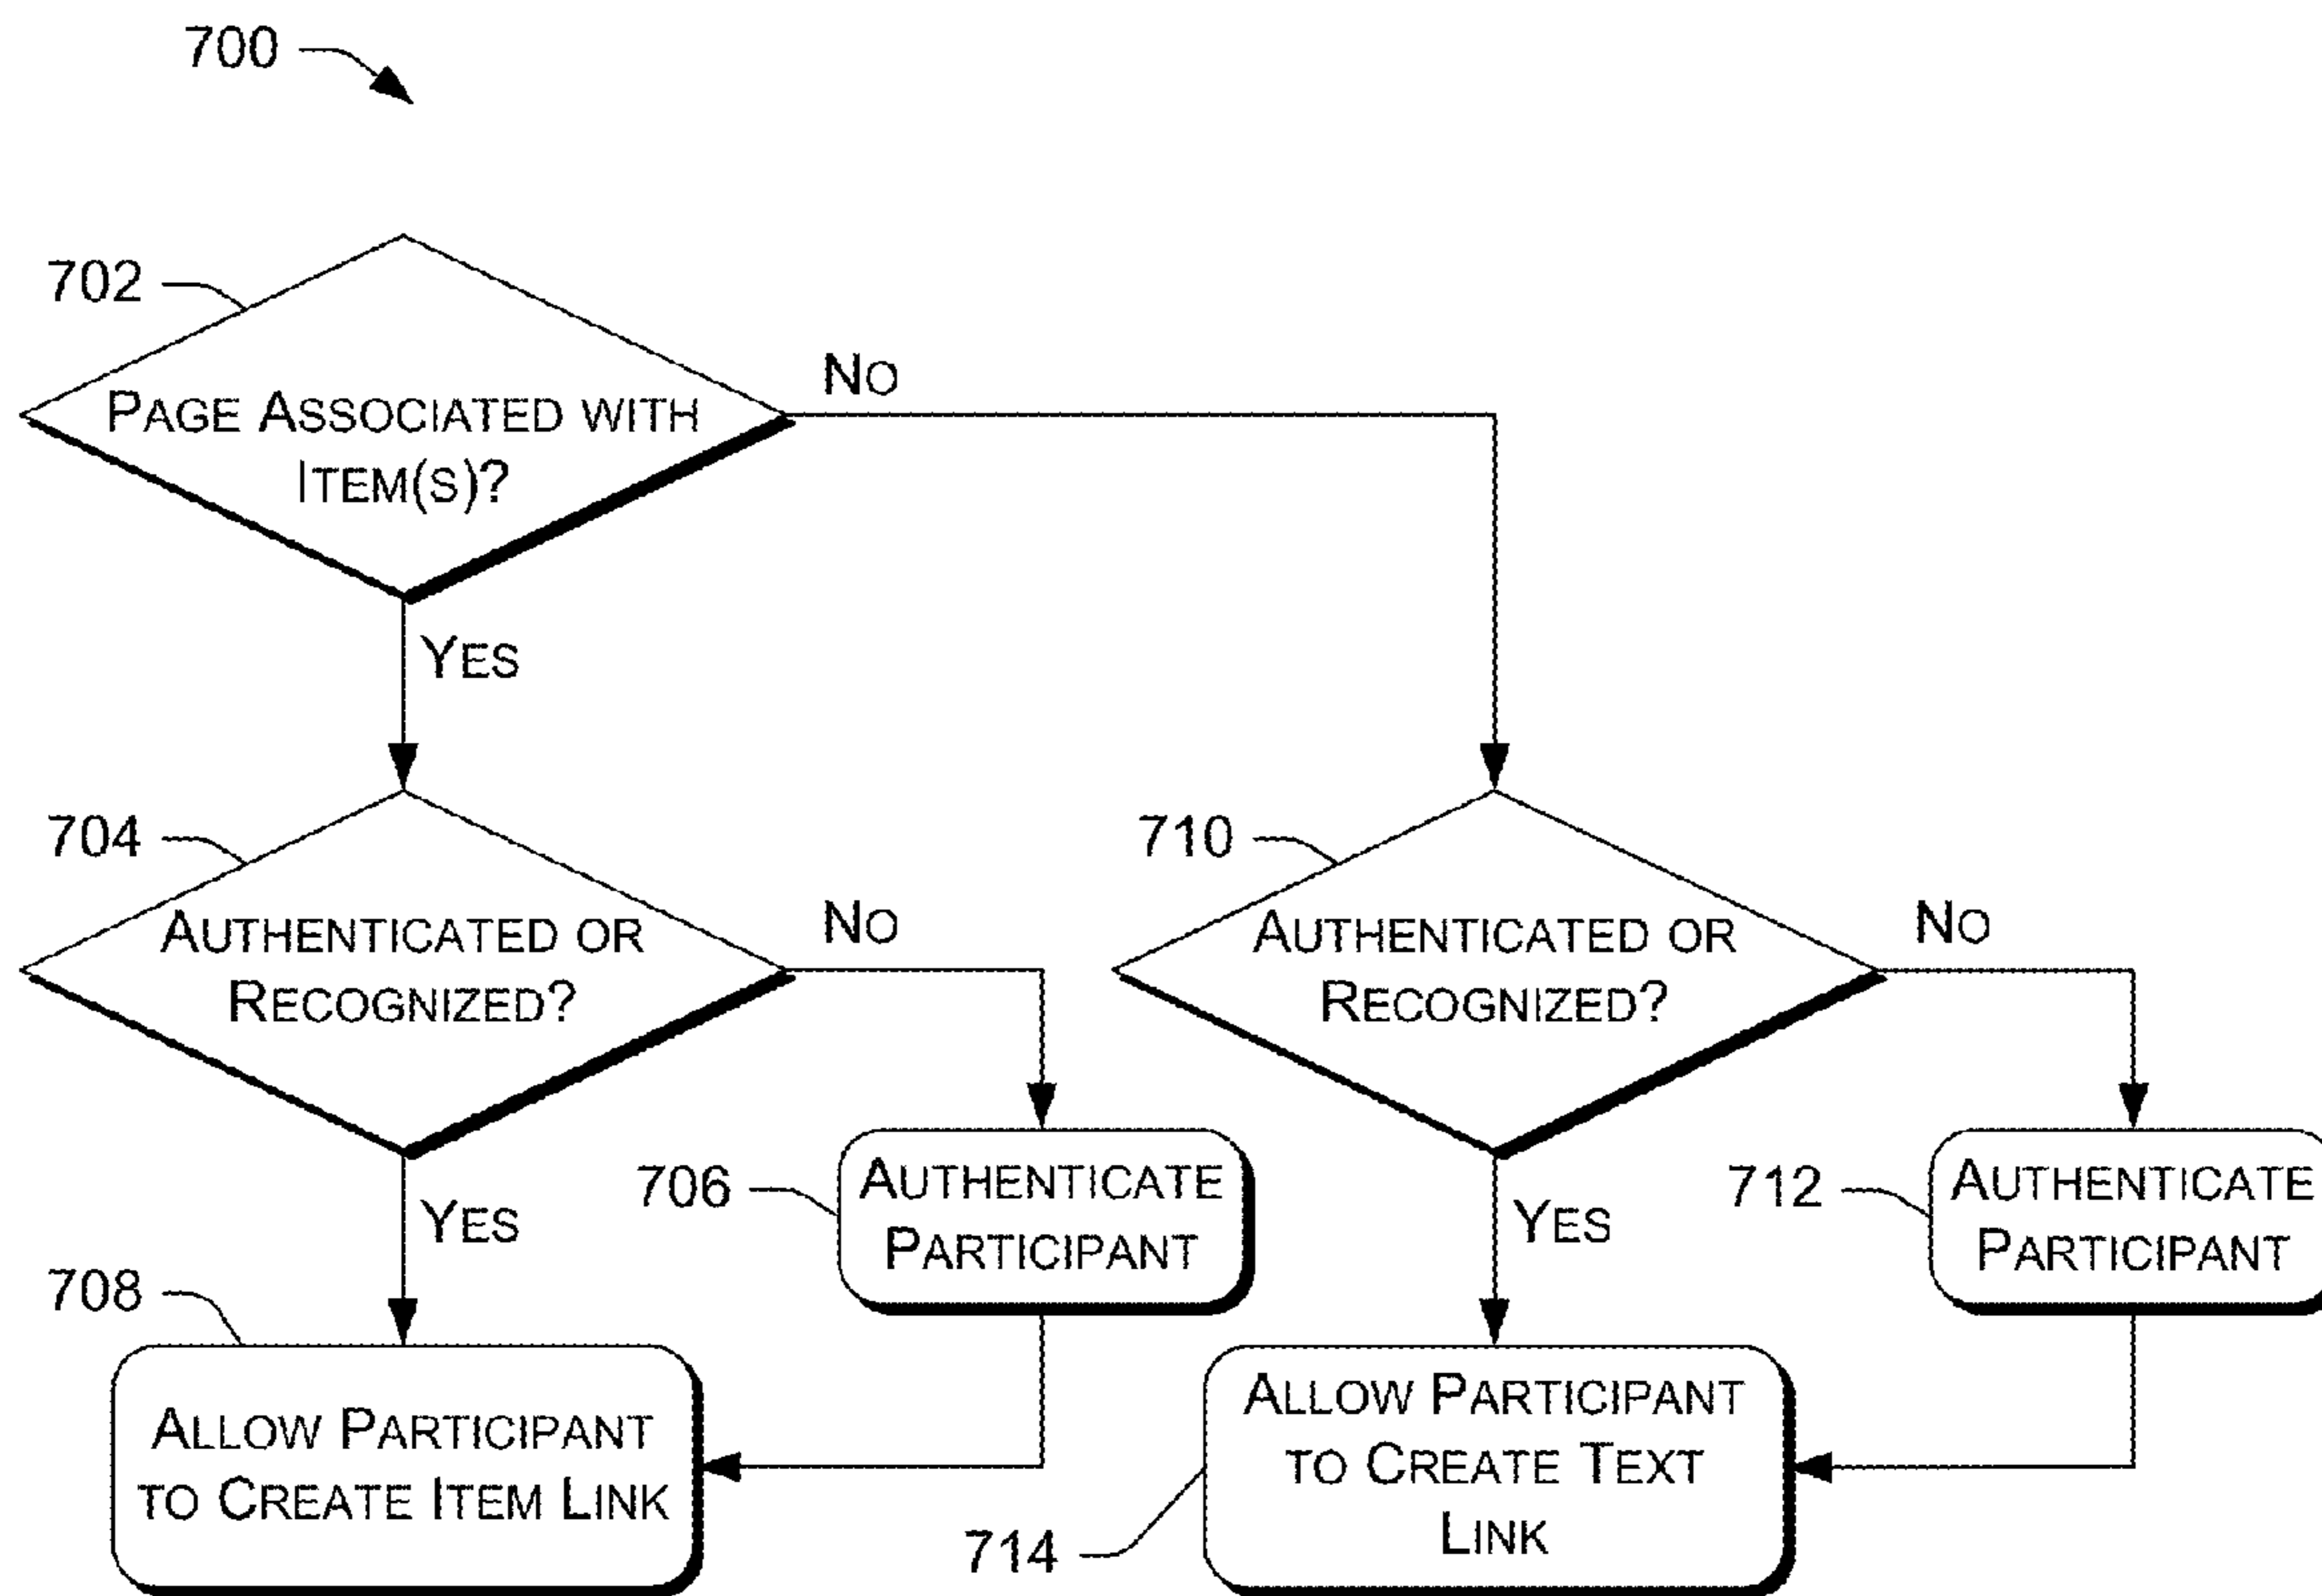 700
702
No
Page Associated with
Item(s)?
Yes
704
710
No
No
Authenticated or
Recognized?
Authenticated or
Recognized?
706
Authenticate
Participant
712
Authenticate
Participant
Yes
Yes
708
Allow Participant
to Create Item Link
Allow Participant
to Create Text
Link
714